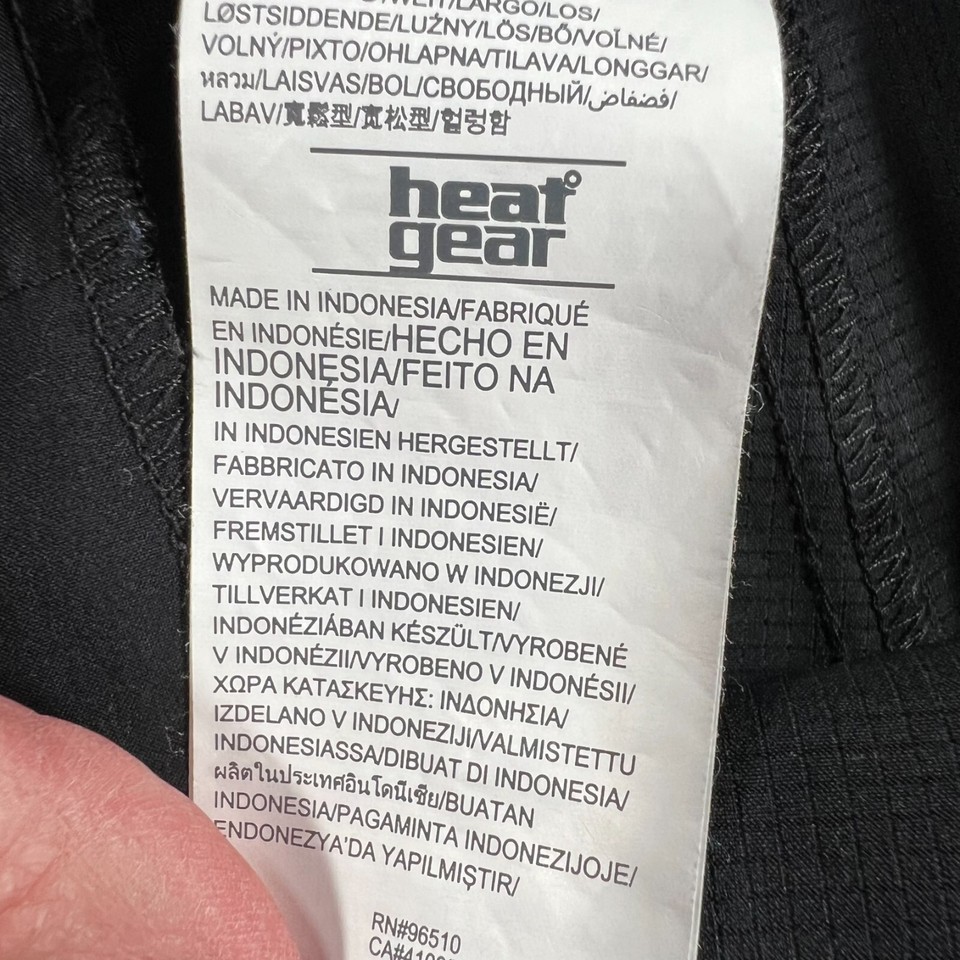 LØSTSIDDENDE/LUŹNY/LÖS/BŐ/VOĽNÉ/
VOLNÝ/PIXTO/OHLAPNA/TILAVA/LONGGAR/
หลวม/LAISVAS/BOL/СВОБОДНЫЙ/فضفاض/
LABAV/寬鬆型/宽松型/헐렁함
heat
gear
MADE IN INDONESIA/FABRIQUÉ
EN INDONÉSIE/HECHO EN
INDONESIA/FEITO NA
INDONÉSIA/
IN INDONESIEN HERGESTELLT/
FABBRICATO IN INDONESIA/
VERVAARDIGD IN INDONESIË/
FREMSTILLET I INDONESIEN/
WYPRODUKOWANO W INDONEZJI/
TILLVERKAT I INDONESIEN/
INDONÉZIÁBAN KÉSZÜLT/VYROBENÉ
V INDONÉZII/VYROBENO V INDONÉSII/
ΧΩΡΑ ΚΑΤΑΣΚΕΥΗΣ: ΙΝΔΟΝΗΣΙΑ/
IZDELANO V INDONEZIJI/VALMISTETTU
INDONESIASSA/DIBUAT DI INDONESIA/
ผลิตในประเทศอินโดนีเซีย/BUATAN
INDONESIA/PAGAMINTA INDONEZIJOJE/
ENDONEZYA'DA YAPILMIŞTIR/
RN#96510